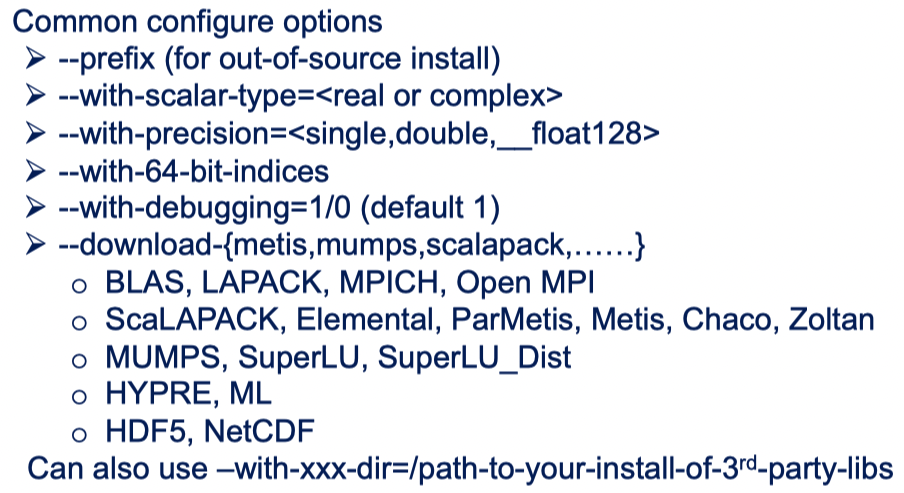 Common configure options
➢ --prefix (for out-of-source install)
➢ --with-scalar-type=<real or complex>
➢ --with-precision=<single,double,__float128>
➢ --with-64-bit-indices
➢ --with-debugging=1/0 (default 1)
➢ --download-{metis,mumps,scalapack,……}
o BLAS, LAPACK, MPICH, Open MPI
o ScaLAPACK, Elemental, ParMetis, Metis, Chaco, Zoltan
o MUMPS, SuperLU, SuperLU_Dist
o HYPRE, ML
o HDF5, NetCDF
Can also use –with-xxx-dir=/path-to-your-install-of-3rd-party-libs